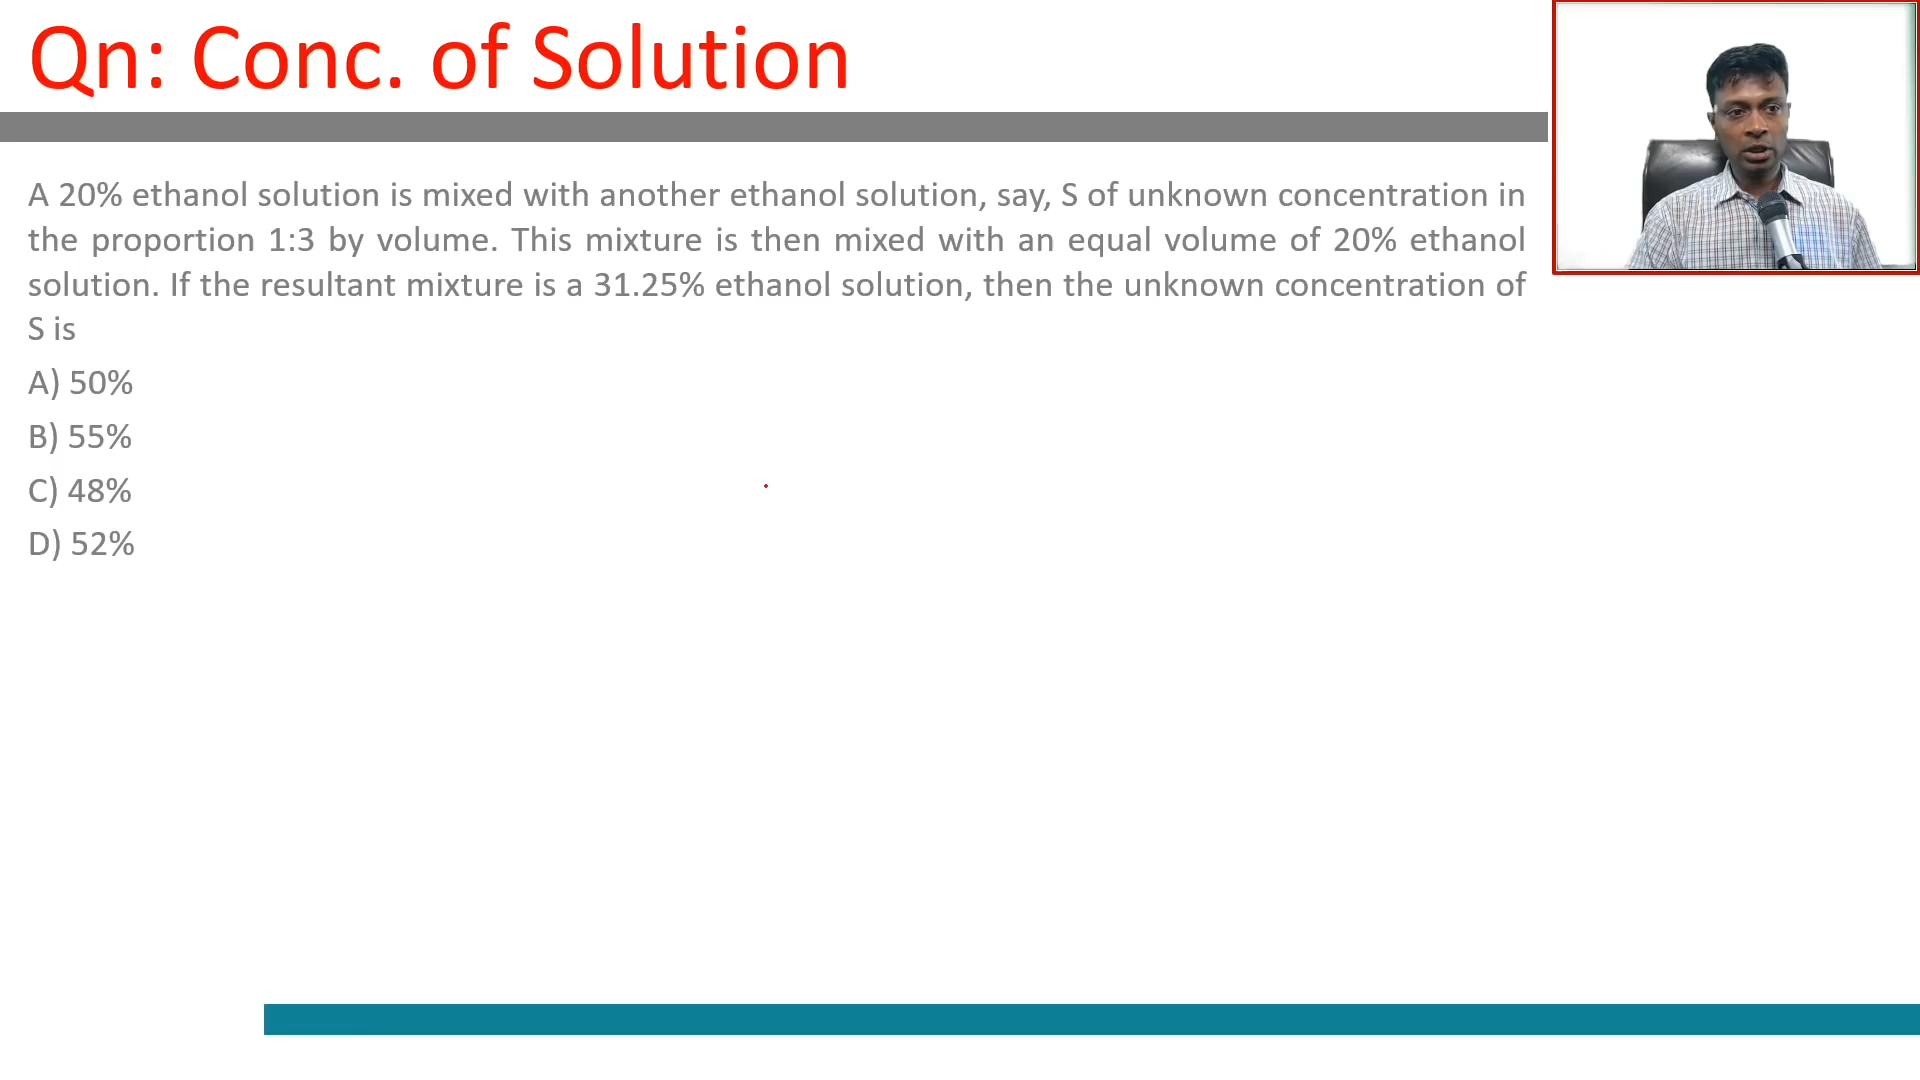 Qn: Conc. of Solution
A 20% ethanol solution is mixed with another ethanol solution, say, S of unknown concentration in
the proportion 1:3 by volume. This mixture is then mixed with an equal volume of 20% ethanol
solution. If the resultant mixture is a 31.25% ethanol solution, then the unknown concentration of
S is
A) 50%
B) 55%
C) 48%
D) 52%